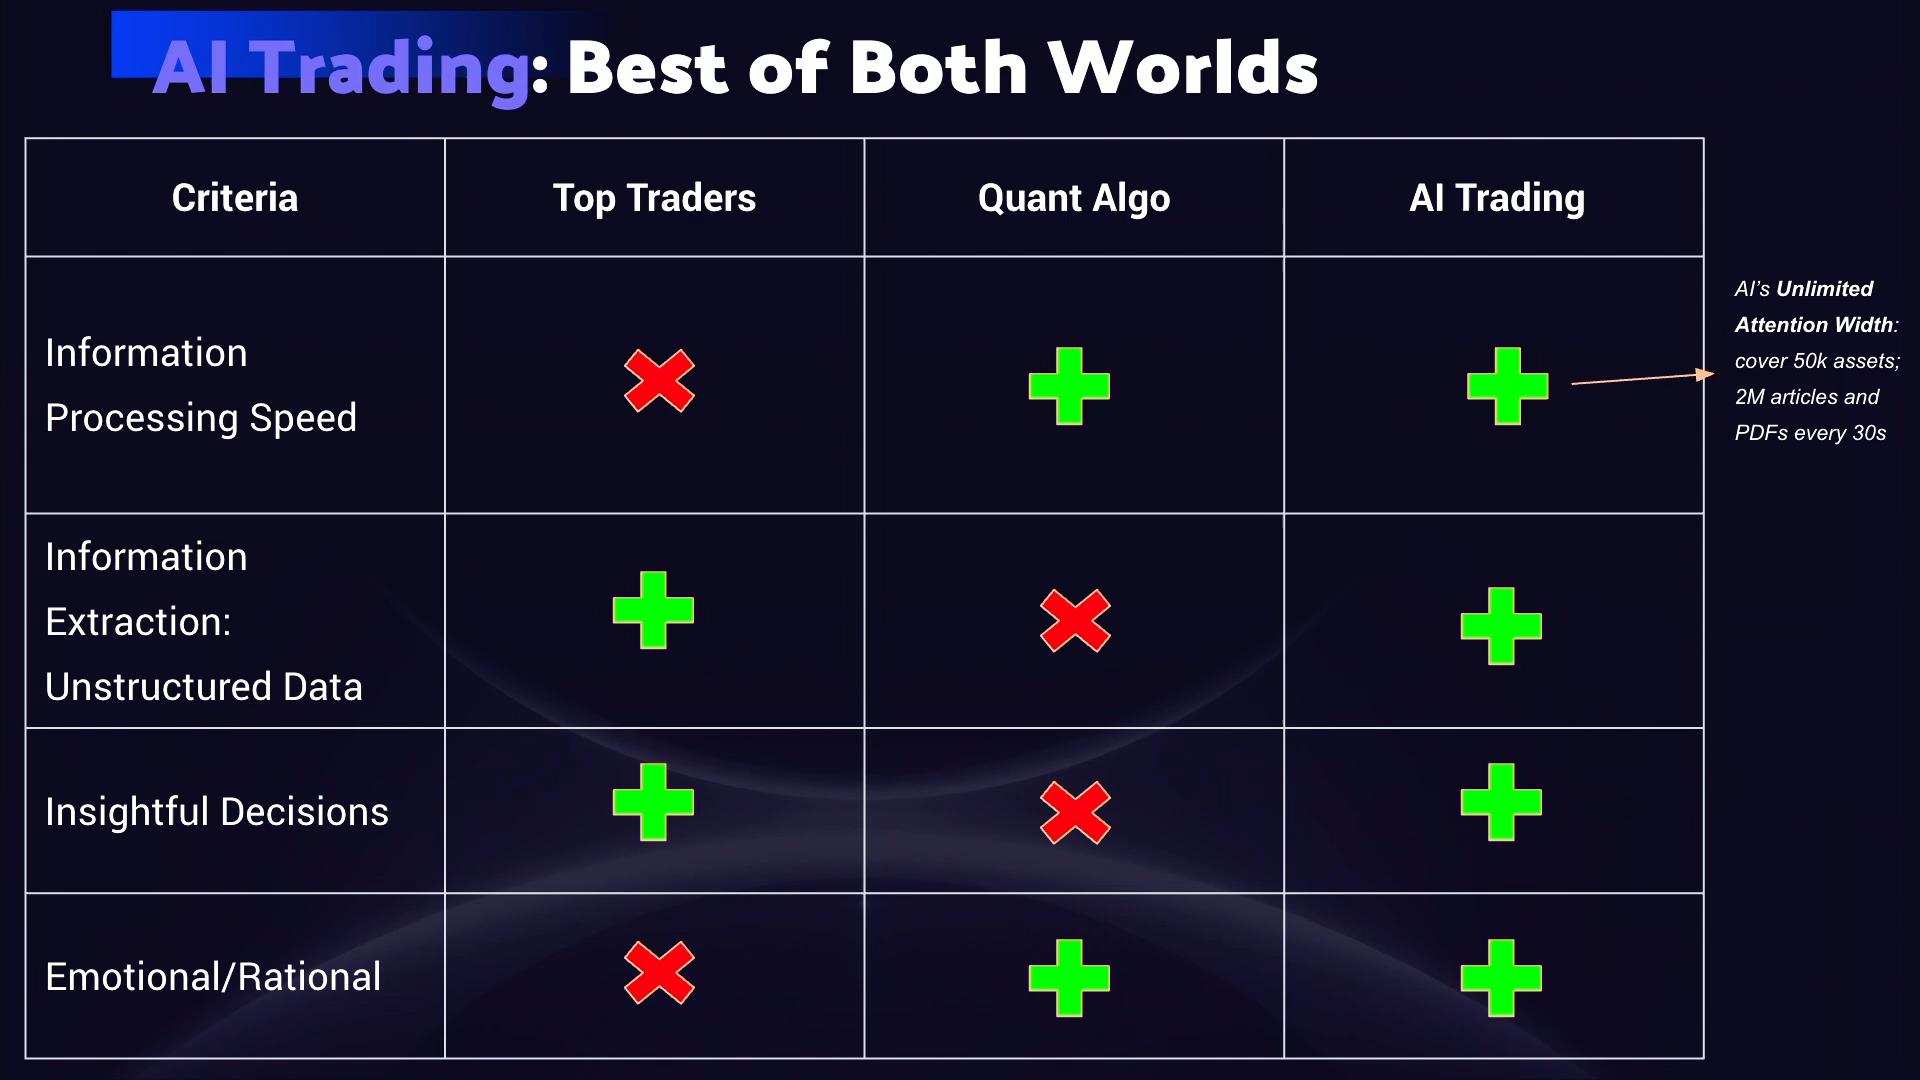 AI Trading: Best of Both Worlds
Criteria
Top Traders
Quant Algo
AI Trading
Information
Processing Speed
AI's Unlimited
Attention Width:
cover 50k assets;
2M articles and
PDFs every 30s
Information
Extraction:
Unstructured Data
Insightful Decisions
Emotional/Rational